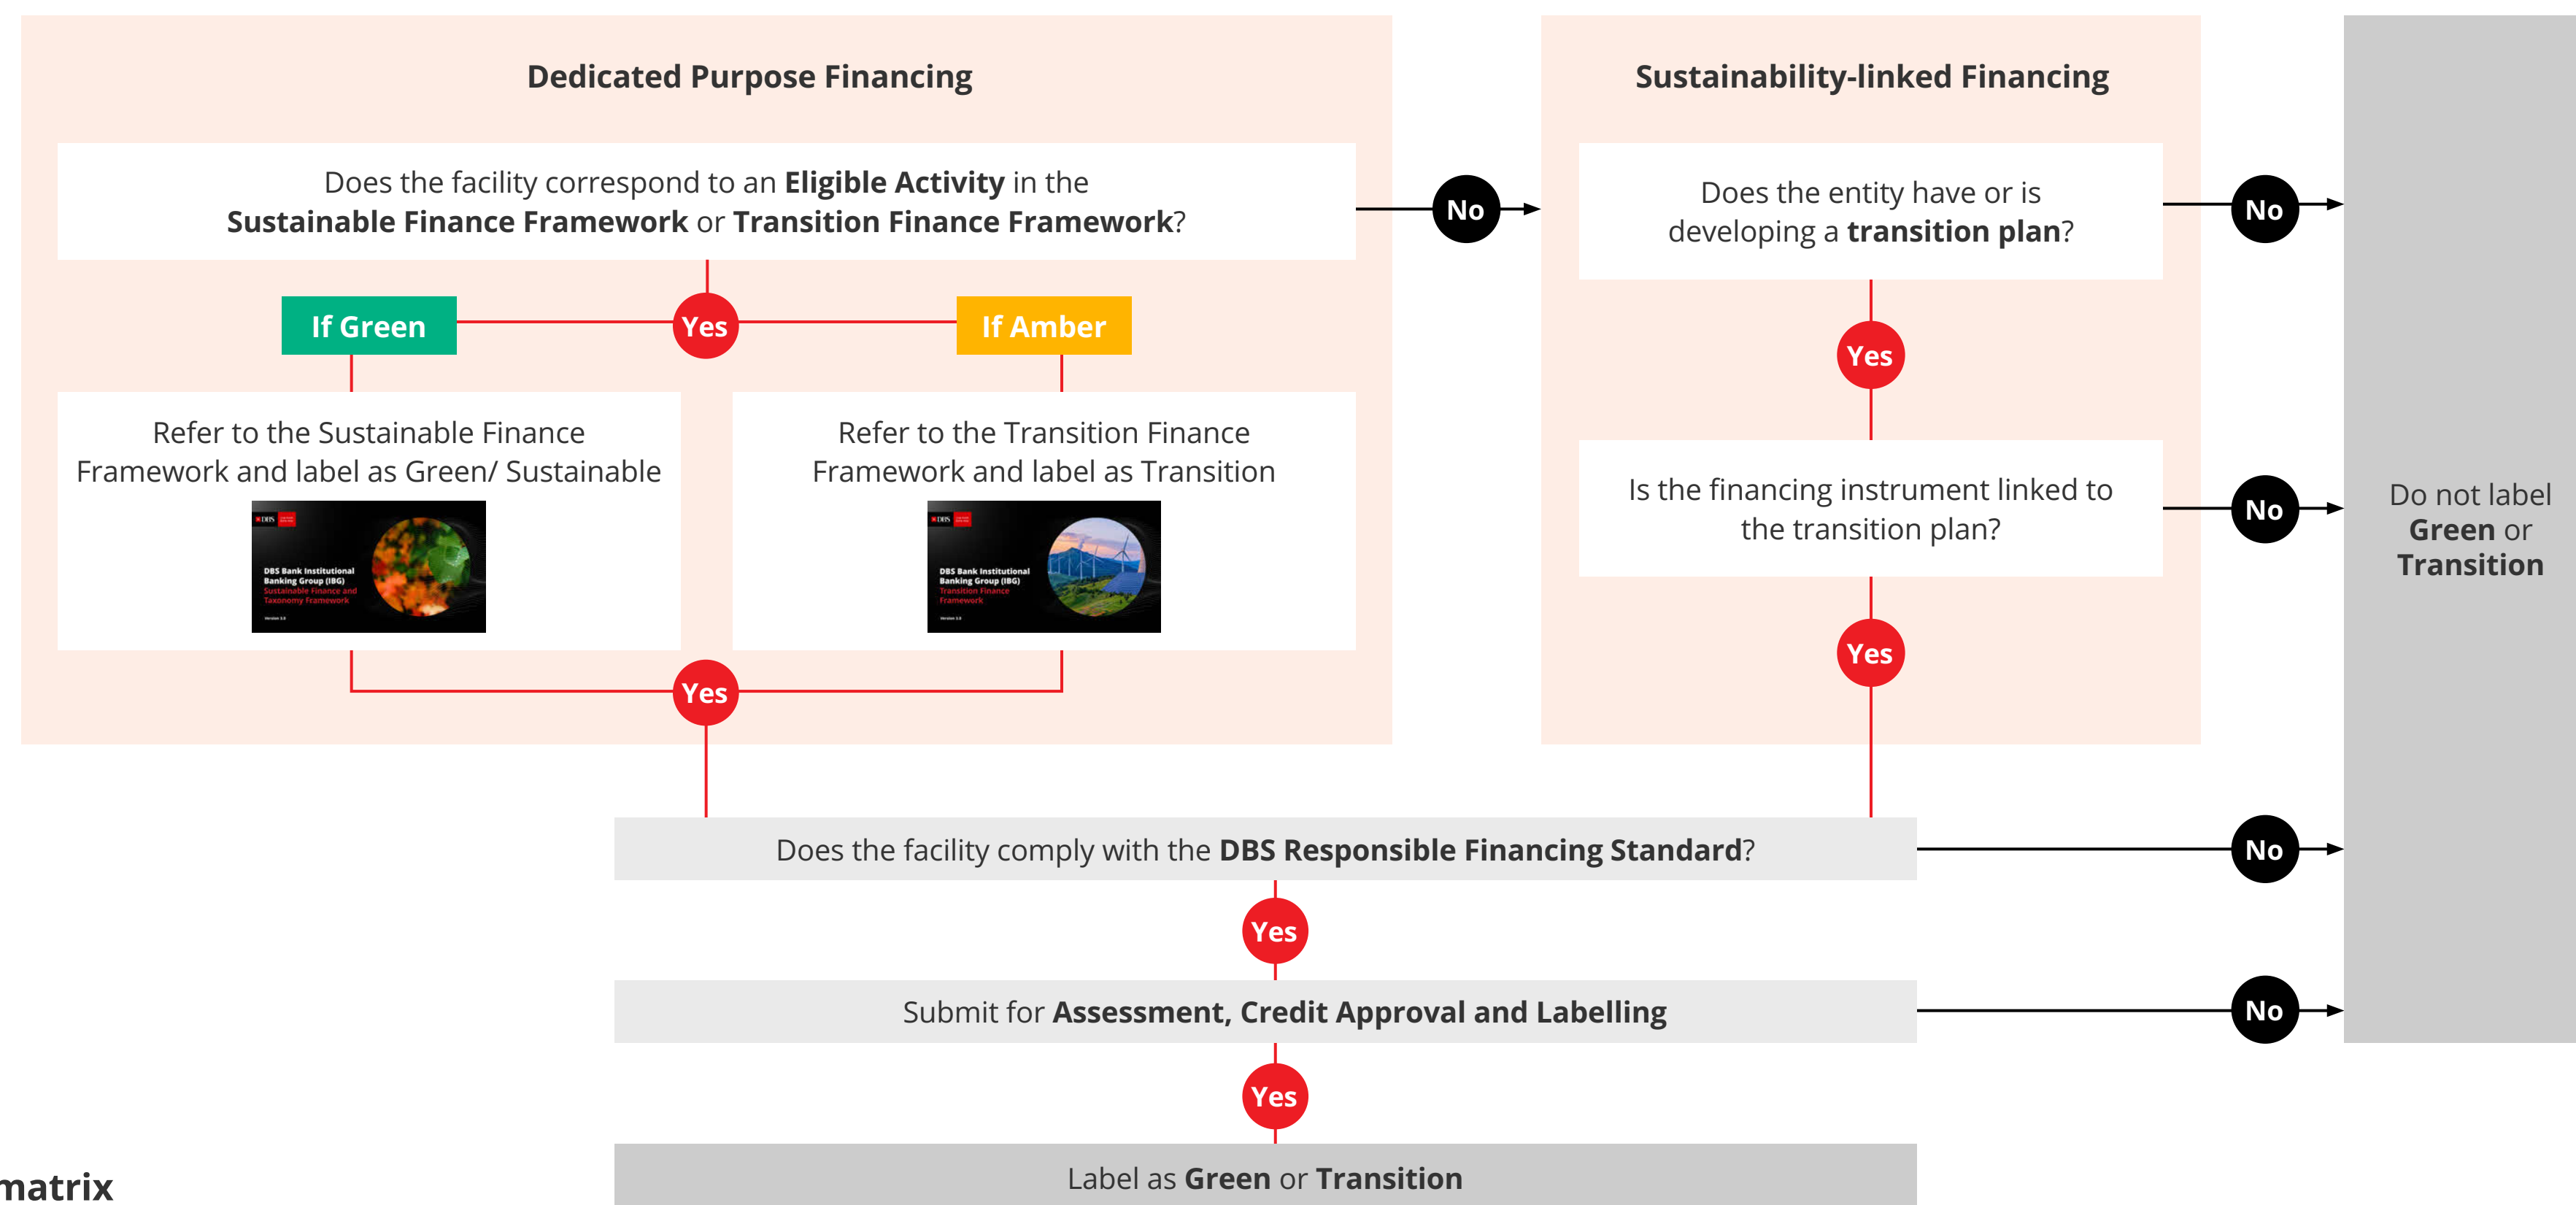 Dedicated Purpose Financing
Does the facility correspond to an Eligible Activity in the
Sustainable Finance Framework or Transition Finance Framework?
No
If Green
Yes
If Amber
Refer to the Sustainable Finance
Framework and label as Green/ Sustainable
DBS
DBS Bank Institutional
Banking Group (IBG)
Sustainable Finance and
Taxonomy Framework
Refer to the Transition Finance
Framework and label as Transition
DBS
DBS Bank Institutional
Banking Group (IBG)
Transition Finance
Framework
Yes
Sustainability-linked Financing
Does the entity have or is
developing a transition plan?
No
Yes
Is the financing instrument linked to
the transition plan?
No
Yes
Do not label
Green or
Transition
Does the facility comply with the DBS Responsible Financing Standard?
No
Yes
Submit for Assessment, Credit Approval and Labelling
No
Yes
Label as Green or Transition
matrix